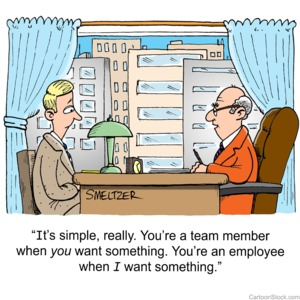 SMELTZER
“It’s simple, really. You’re a team member
when you want something. You’re an employee
when I want something.”
CartoonStock.com